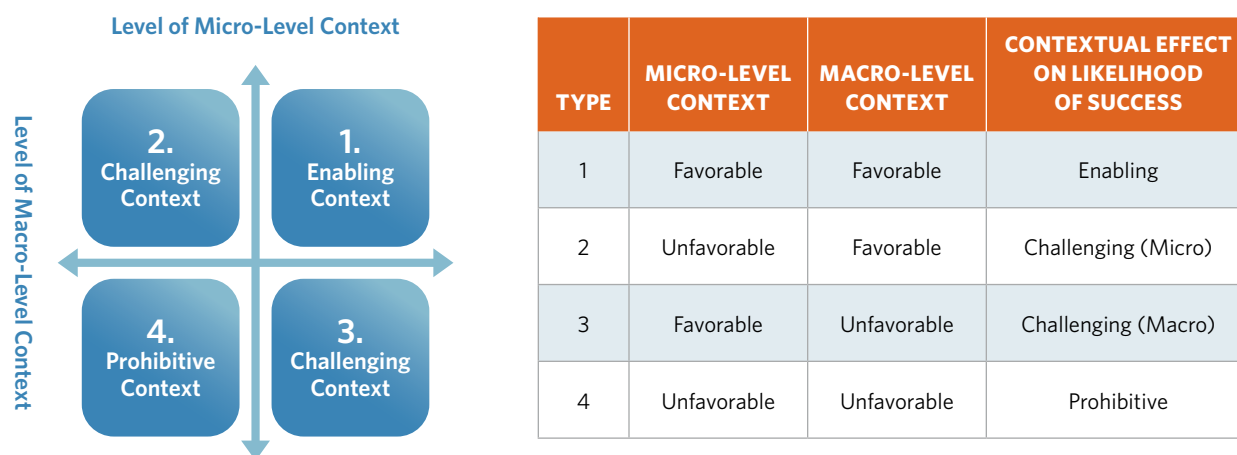 Level of Micro-Level Context
Level of Macro-Level Context
2.
Challenging
Context
1.
Enabling
Context
4.
Prohibitive
Context
3.
Challenging
Context
TYPE
MICRO-LEVEL
CONTEXT
MACRO-LEVEL
CONTEXT
CONTEXTUAL EFFECT
ON LIKELIHOOD
OF SUCCESS
1 Favorable Favorable Enabling
2 Unfavorable Favorable Challenging (Micro)
3 Favorable Unfavorable Challenging (Macro)
4 Unfavorable Unfavorable Prohibitive